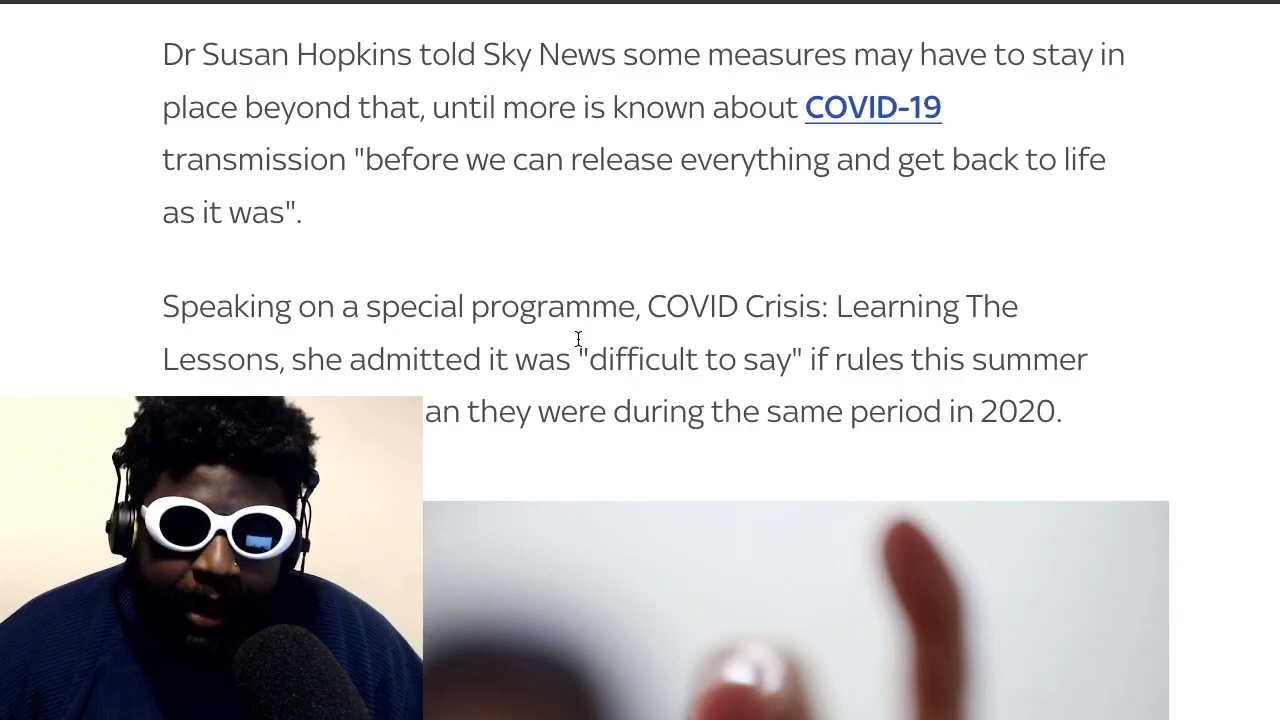 Dr Susan Hopkins told Sky News some measures may have to stay in
place beyond that, until more is known about COVID-19
transmission "before we can release everything and get back to life
as it was".
Speaking on a special programme, COVID Crisis: Learning The
Lessons, she admitted it was "difficult to say" if rules this summer
they were during the same period in 2020.